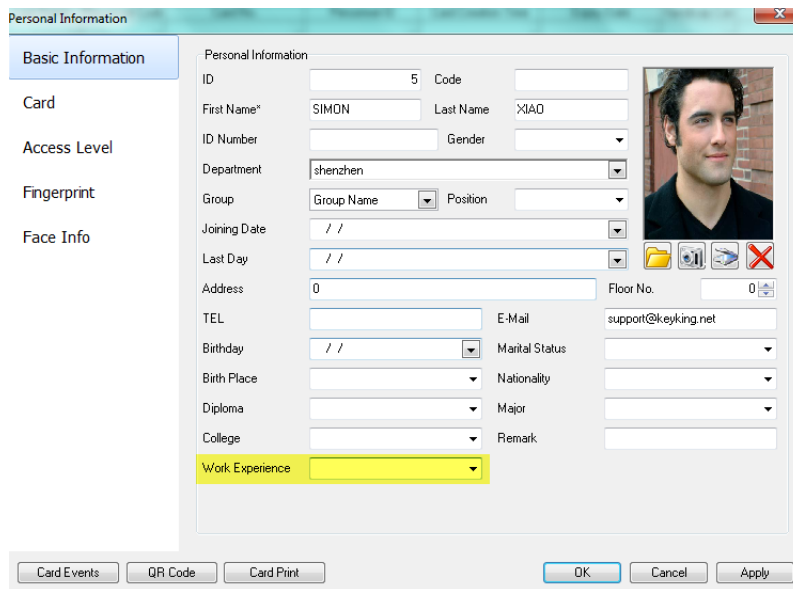 Personal Information
Basic Information
Card
Access Level
Fingerprint
Face Info
Personal Information
ID 5 Code
First Name* SIMON Last Name XIAO
ID Number Gender
Department shenzhen
Group Group Name Position
Joining Date / /
Last Day / /
Address 0 Floor No. 0
TEL E-Mail support@keyking.net
Birthday / / Marital Status
Birth Place Nationality
Diploma Major
College Remark
Work Experience
Card Events QR Code Card Print OK Cancel Apply